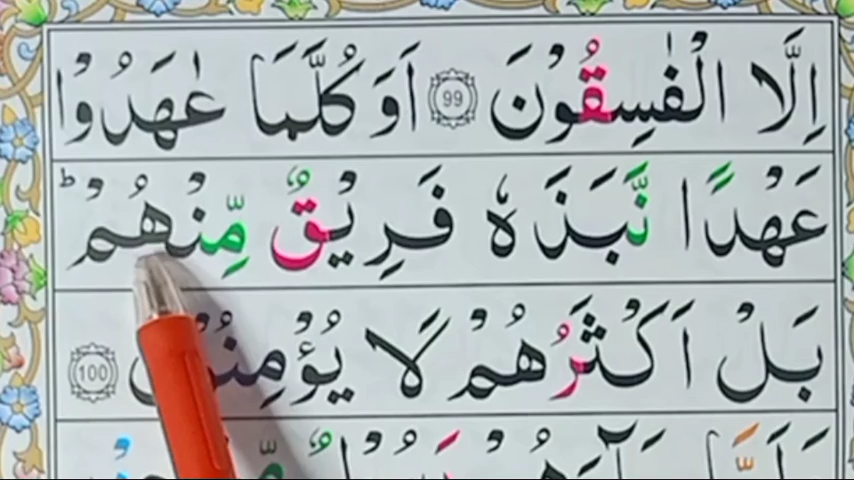 اِلَّا الْفٰسِقُوْنَ 99 اَوَ كُلَّمَا عٰهَدُوْا
عَهْدًا نَّبَذَهٗ فَرِيْقٌ مِّنْهُمْ ؕ
بَلْ اَكْثَرُهُمْ لَا يُؤْمِنُوْنَ 100